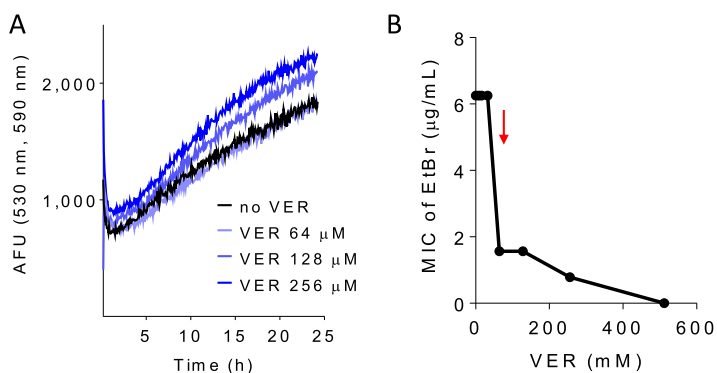 A
AFU (530 nm, 590 nm)
2,000
1,000
no VER
VER 64 μM
VER 128 μM
VER 256 μM
5 10 15 20 25
Time (h)
B
MIC of EtBr (μg/mL)
8
6
4
2
0
0 200 400 600
VER (mM)